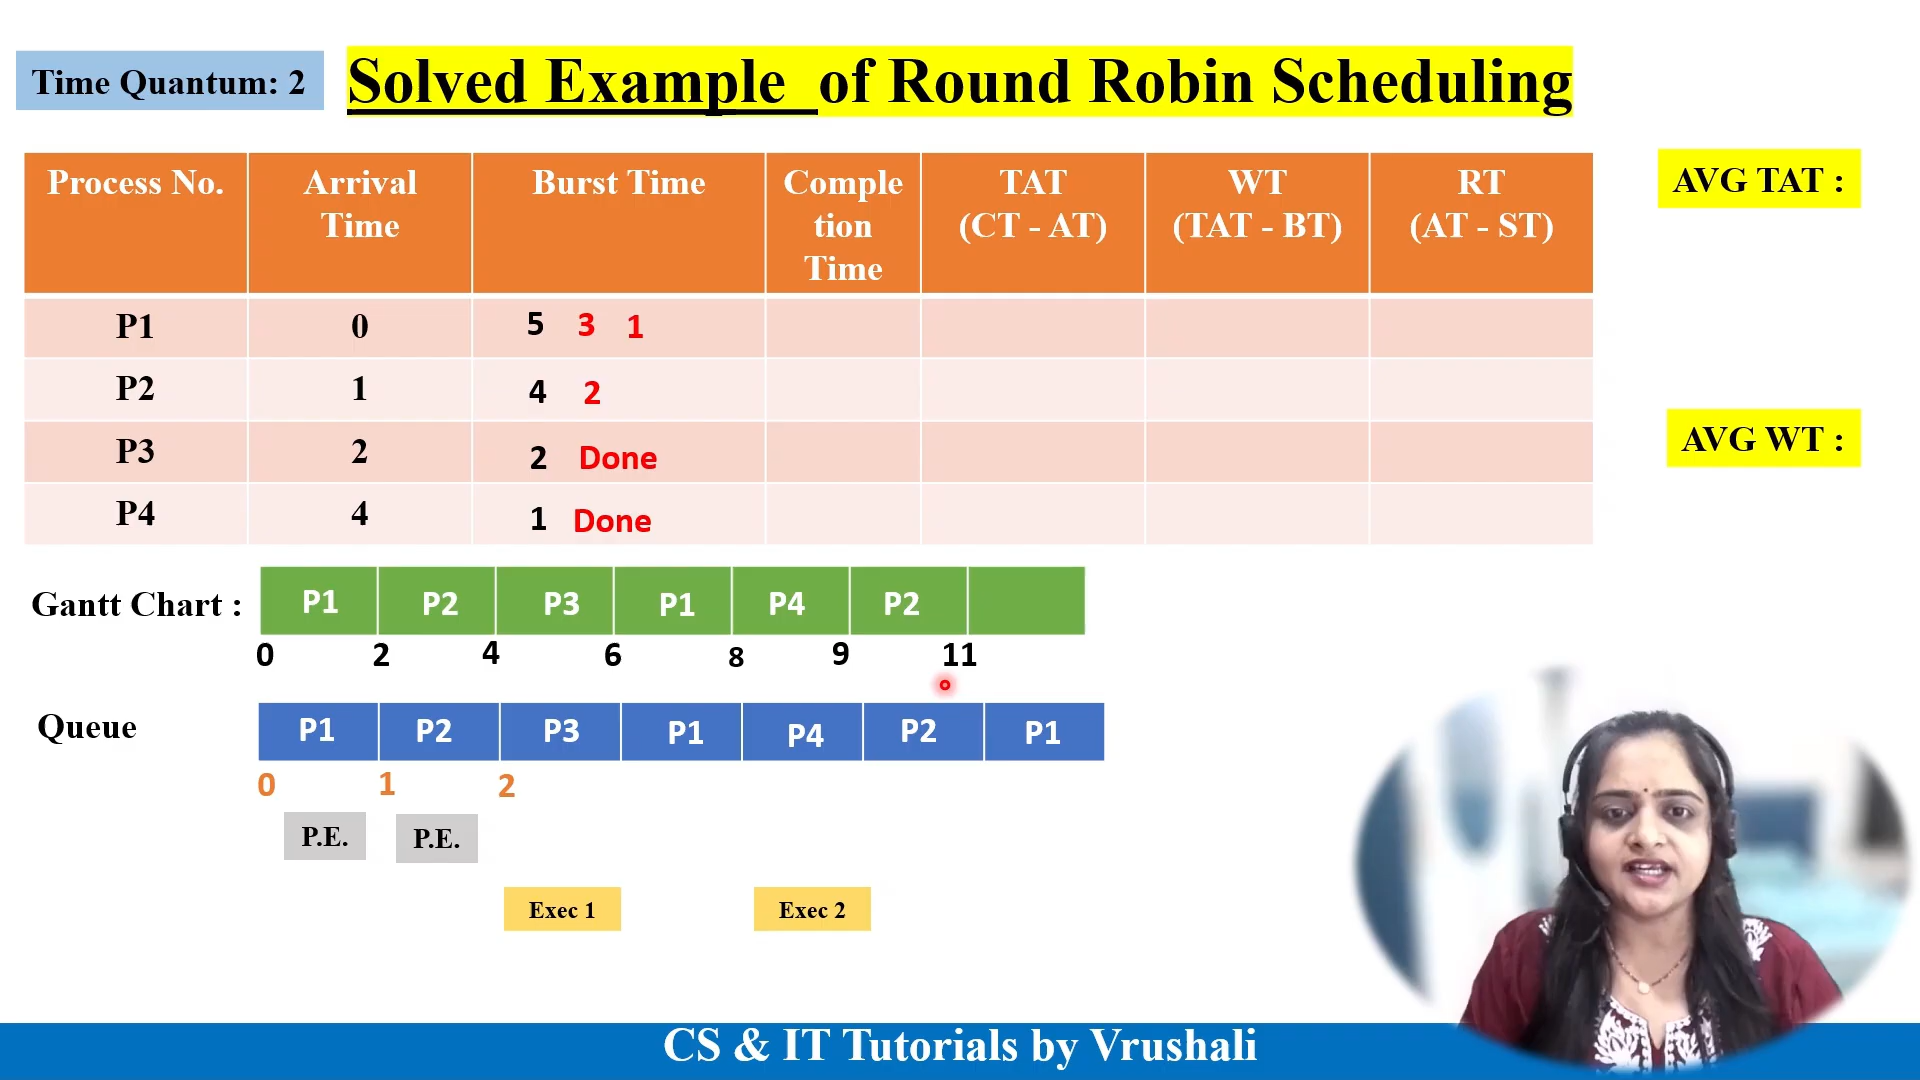 Time Quantum: 2
Solved Example of Round Robin Scheduling
Process No. Arrival Time Burst Time Comple tion Time TAT (CT - AT) WT (TAT - BT) RT (AT - ST)
P1 0 5 3 1
P2 1 4 2
P3 2 2 Done
P4 4 1 Done
AVG TAT :
AVG WT :
Gantt Chart : P1 P2 P3 P1 P4 P2
0 2 4 6 8 9 11
Queue P1 P2 P3 P1 P4 P2 P1
0 1 2
P.E. P.E.
Exec 1 Exec 2
CS & IT Tutorials by Vrushali